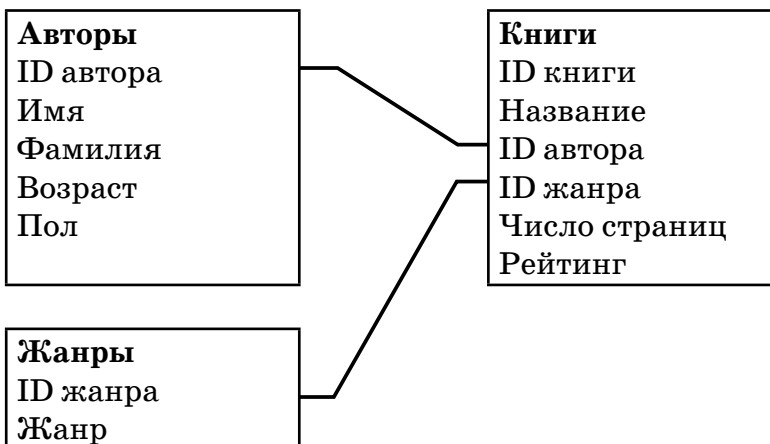 Авторы
ID автора
Имя
Фамилия
Возраст
Пол
Книги
ID книги
Название
ID автора
ID жанра
Число страниц
Рейтинг
Жанры
ID жанра
Жанр